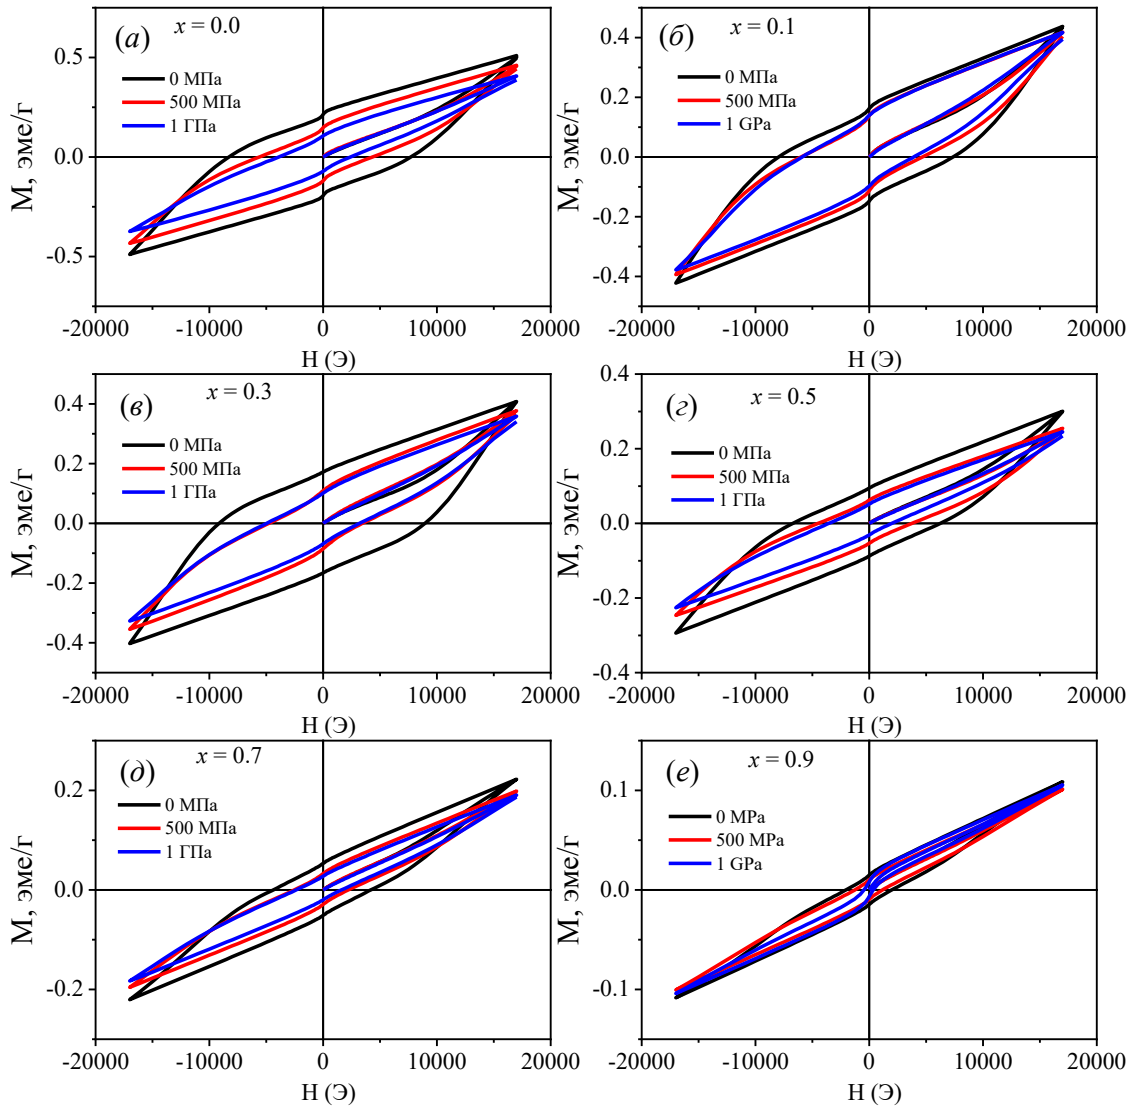 (а) x = 0.0
0 МПа
500 МПа
1 ГПа
М, эме/г
0.5
0.0
-0.5
-20000 -10000 0 10000 20000
Н (Э)
(б) x = 0.1
0 МПа
500 МПа
1 GPa
М, эме/г
0.4
0.2
0.0
-0.2
-0.4
-20000 -10000 0 10000 20000
Н (Э)
(в) x = 0.3
0 МПа
500 МПа
1 ГПа
М, эме/г
0.4
0.2
0.0
-0.2
-0.4
-20000 -10000 0 10000 20000
Н (Э)
(г) x = 0.5
0 МПа
500 МПа
1 ГПа
М, эме/г
0.4
0.2
0.0
-0.2
-0.4
-20000 -10000 0 10000 20000
Н (Э)
(д) x = 0.7
0 МПа
500 МПа
1 ГПа
М, эме/г
0.2
0.0
-0.2
-20000 -10000 0 10000 20000
Н (Э)
(е) x = 0.9
0 MPa
500 MPa
1 GPa
М, эме/г
0.1
0.0
-0.1
-20000 -10000 0 10000 20000
Н (Э)